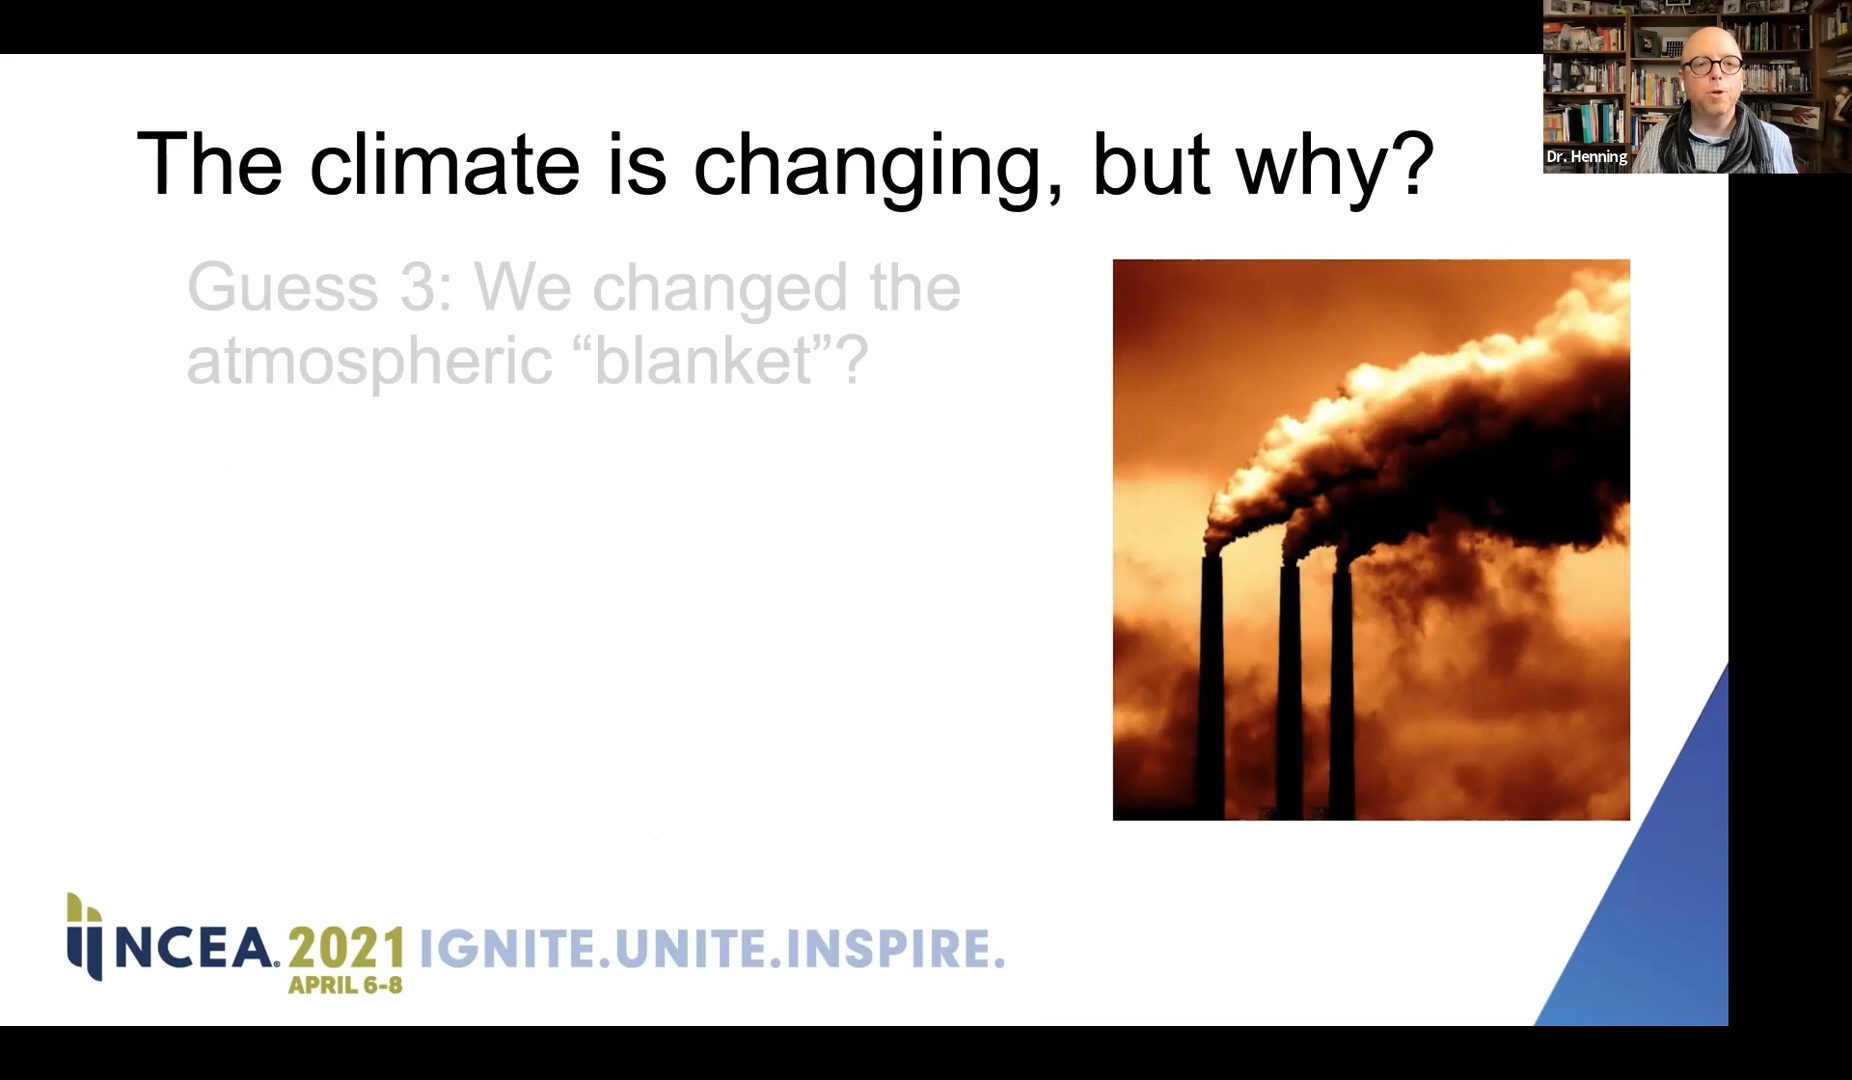 The climate is changing, but why?
Dr. Henning
Guess 3: We changed the
atmospheric “blanket”?
NCEA® 2021 IGNITE.UNITE.INSPIRE.
APRIL 6-8